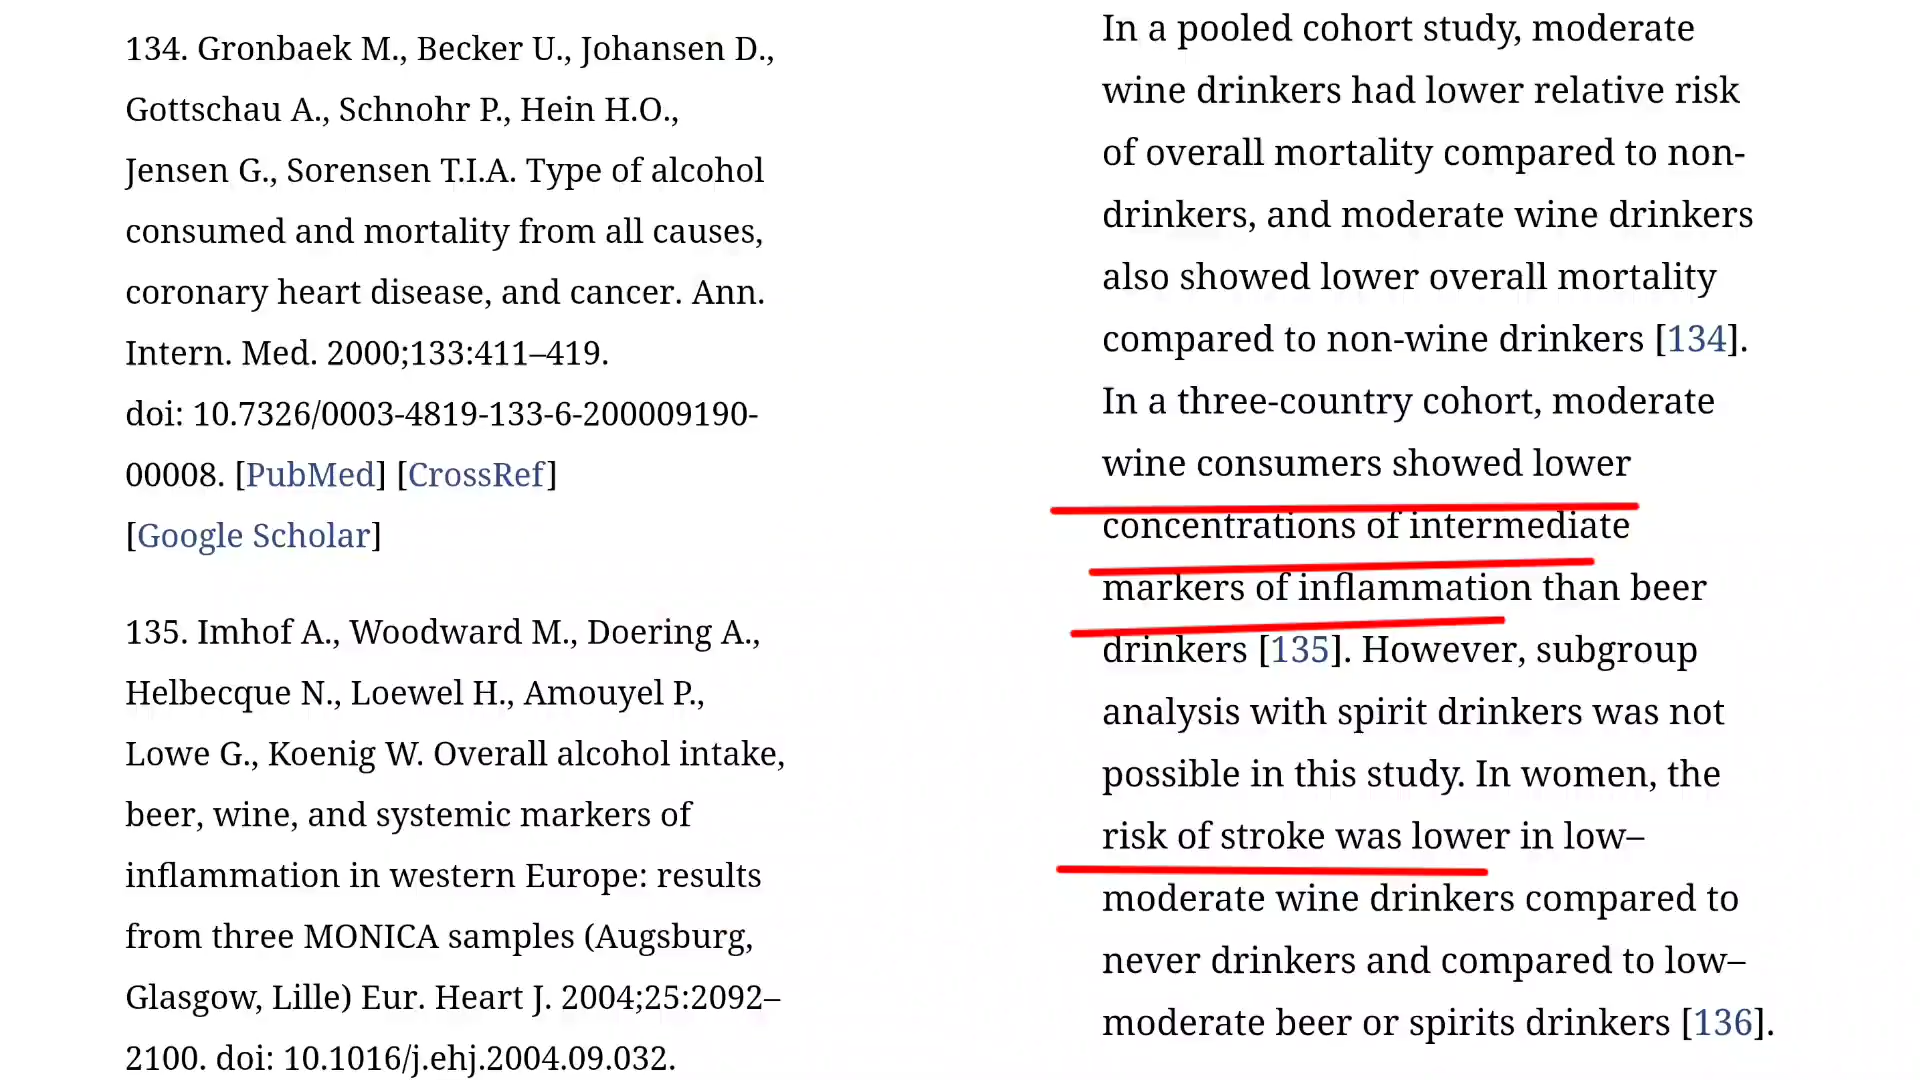 134. Gronbaek M., Becker U., Johansen D.,
Gottschau A., Schnohr P., Hein H.O.,
Jensen G., Sorensen T.I.A. Type of alcohol
consumed and mortality from all causes,
coronary heart disease, and cancer. Ann.
Intern. Med. 2000;133:411–419.
doi: 10.7326/0003-4819-133-6-200009190-
00008. [PubMed] [CrossRef]
[Google Scholar]
135. Imhof A., Woodward M., Doering A.,
Helbecque N., Loewel H., Amouyel P.,
Lowe G., Koenig W. Overall alcohol intake,
beer, wine, and systemic markers of
inflammation in western Europe: results
from three MONICA samples (Augsburg,
Glasgow, Lille) Eur. Heart J. 2004;25:2092–
2100. doi: 10.1016/j.ehj.2004.09.032.
In a pooled cohort study, moderate
wine drinkers had lower relative risk
of overall mortality compared to non-
drinkers, and moderate wine drinkers
also showed lower overall mortality
compared to non-wine drinkers [134].
In a three-country cohort, moderate
wine consumers showed lower
concentrations of intermediate
markers of inflammation than beer
drinkers [135]. However, subgroup
analysis with spirit drinkers was not
possible in this study. In women, the
risk of stroke was lower in low–
moderate wine drinkers compared to
never drinkers and compared to low–
moderate beer or spirits drinkers [136].